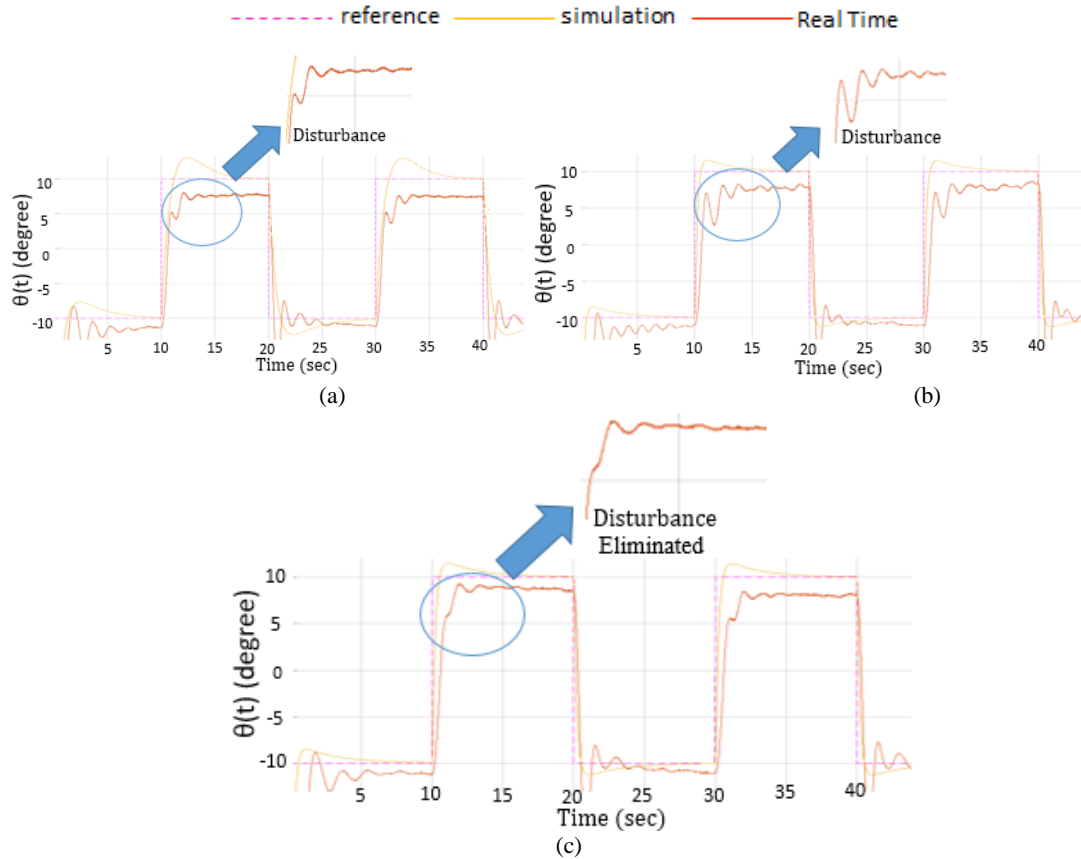 reference simulation Real Time
Disturbance
10
5
0
-5
-10
θ(t) (degree)
5 10 15 20 25 30 35 40
Time (sec)
(a)
Disturbance
10
5
0
-5
-10
θ(t) (degree)
5 10 15 20 25 30 35 40
Time (sec)
(b)
Disturbance
Eliminated
10
5
0
-5
-10
θ(t) (degree)
5 10 15 20 25 30 35 40
Time (sec)
(c)